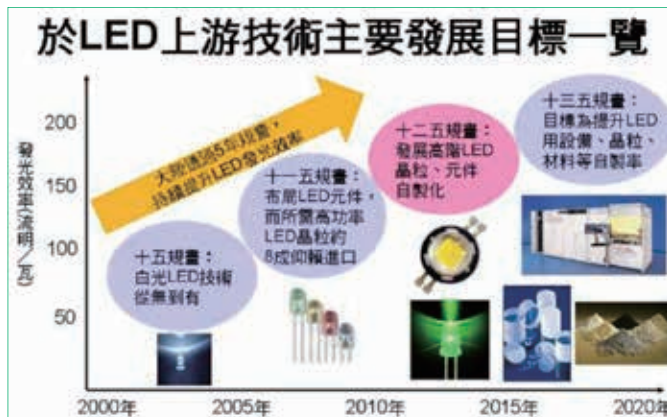 於LED上游技術主要發展目標一覽
發光效率(流明/瓦)
200
150
100
50
大陸透過5年規畫,
持續提升LED發光效率
十五規畫：
白光LED技術
從無到有
十一五規畫：
布局LED元件，
而所需高功率
LED晶粒約
8成仰賴進口
十二五規畫：
發展高階LED
晶粒、元件
自製化
十三五規畫：
目標為提升LED
用設備、晶粒、
材料等自製率
2000年
2005年
2010年
2015年
2020年